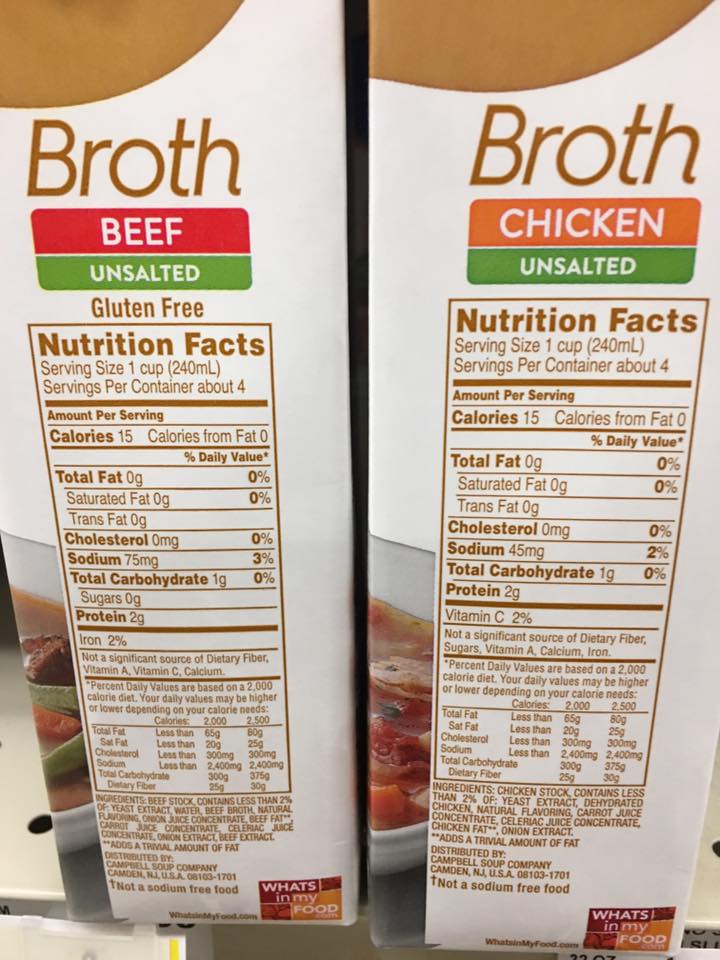 Broth
BEEF
UNSALTED
Gluten Free
Nutrition Facts
Serving Size 1 cup (240mL)
Servings Per Container about 4
Amount Per Serving
Calories 15 Calories from Fat 0
% Daily Value*
Total Fat 0g 0%
Saturated Fat 0g 0%
Trans Fat 0g
Cholesterol 0mg 0%
Sodium 75mg 3%
Total Carbohydrate 1g 0%
Sugars 0g
Protein 2g
Iron 2%
Not a significant source of Dietary Fiber,
Vitamin A, Vitamin C, Calcium.
*Percent Daily Values are based on a 2,000
calorie diet. Your daily values may be higher
or lower depending on your calorie needs:
Calories: 2,000 2,500
Total Fat Less than 65g 80g
Sat Fat Less than 20g 25g
Cholesterol Less than 300mg 300mg
Sodium Less than 2,400mg 2,400mg
Total Carbohydrate 300g 375g
Dietary Fiber 25g 30g
INGREDIENTS: BEEF STOCK, CONTAINS LESS THAN 2%
OF: YEAST EXTRACT, WATER, BEEF BROTH, NATURAL
FLAVORING, ONION JUICE CONCENTRATE, BEEF FAT**,
CARROT JUICE CONCENTRATE, CELERIAC JUICE
CONCENTRATE, ONION EXTRACT, BEEF EXTRACT.
**ADDS A TRIVIAL AMOUNT OF FAT
DISTRIBUTED BY:
CAMPBELL SOUP COMPANY
CAMDEN, NJ, U.S.A. 08103-1701
†Not a sodium free food
WHATS
in my
FOOD
.com
WhatsinMyFood.com
Broth
CHICKEN
UNSALTED
Nutrition Facts
Serving Size 1 cup (240mL)
Servings Per Container about 4
Amount Per Serving
Calories 15 Calories from Fat 0
% Daily Value*
Total Fat 0g 0%
Saturated Fat 0g 0%
Trans Fat 0g
Cholesterol 0mg 0%
Sodium 45mg 2%
Total Carbohydrate 1g 0%
Protein 2g
Vitamin C 2%
Not a significant source of Dietary Fiber,
Sugars, Vitamin A, Calcium, Iron.
*Percent Daily Values are based on a 2,000
calorie diet. Your daily values may be higher
or lower depending on your calorie needs:
Calories: 2,000 2,500
Total Fat Less than 65g 80g
Sat Fat Less than 20g 25g
Cholesterol Less than 300mg 300mg
Sodium Less than 2,400mg 2,400mg
Total Carbohydrate 300g 375g
Dietary Fiber 25g 30g
INGREDIENTS: CHICKEN STOCK, CONTAINS LESS
THAN 2% OF: YEAST EXTRACT, DEHYDRATED
CHICKEN, NATURAL FLAVORING, CARROT JUICE
CONCENTRATE, CELERIAC JUICE CONCENTRATE,
CHICKEN FAT**, ONION EXTRACT.
**ADDS A TRIVIAL AMOUNT OF FAT
DISTRIBUTED BY:
CAMPBELL SOUP COMPANY
CAMDEN, NJ, U.S.A. 08103-1701
†Not a sodium free food
WHATS
in my
FOOD
.com
WhatsinMyFood.com